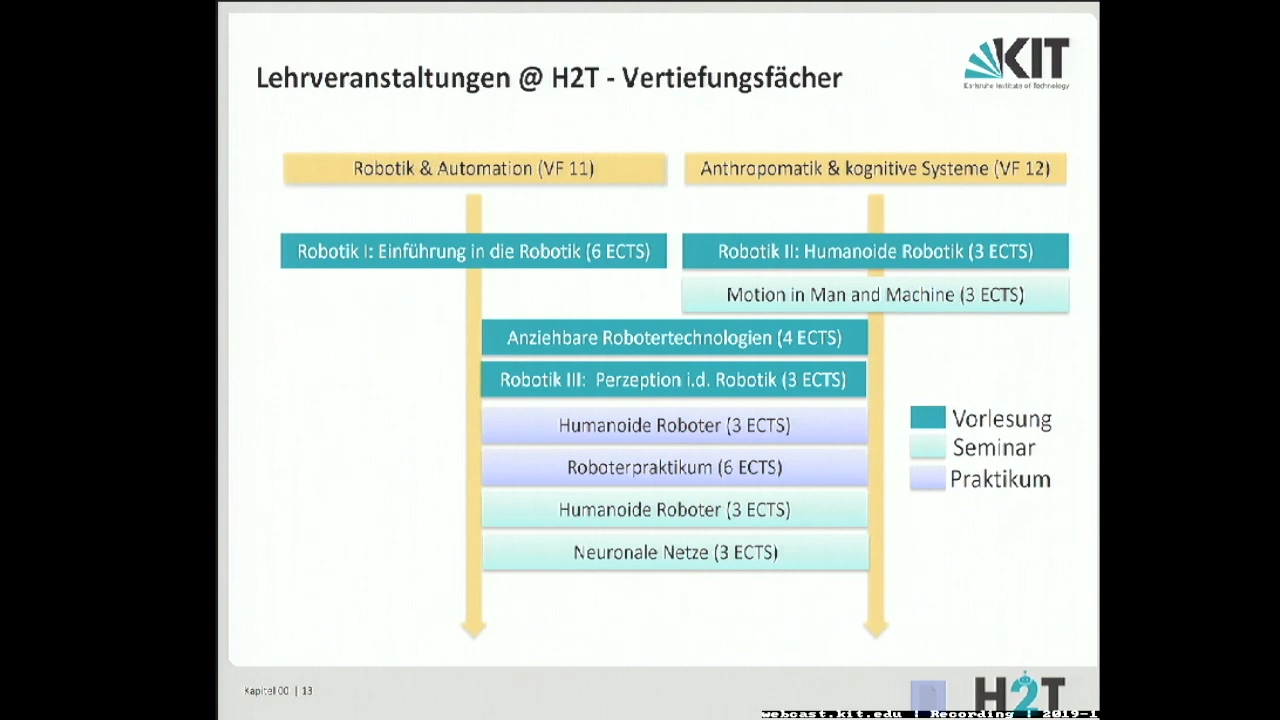 Lehrveranstaltungen @ H2T - Vertiefungsfächer
KIT
Karlsruhe Institute of Technology
Robotik & Automation (VF 11)
Anthropomatik & kognitive Systeme (VF 12)
Robotik I: Einführung in die Robotik (6 ECTS)
Robotik II: Humanoide Robotik (3 ECTS)
Motion in Man and Machine (3 ECTS)
Anziehbare Robotertechnologien (4 ECTS)
Robotik III: Perzeption i.d. Robotik (3 ECTS)
Humanoide Roboter (3 ECTS)
Roboterpraktikum (6 ECTS)
Humanoide Roboter (3 ECTS)
Neuronale Netze (3 ECTS)
Vorlesung
Seminar
Praktikum
Kapitel 00 | 13
H2T
webcast.kit.edu | Recording | 2019-1